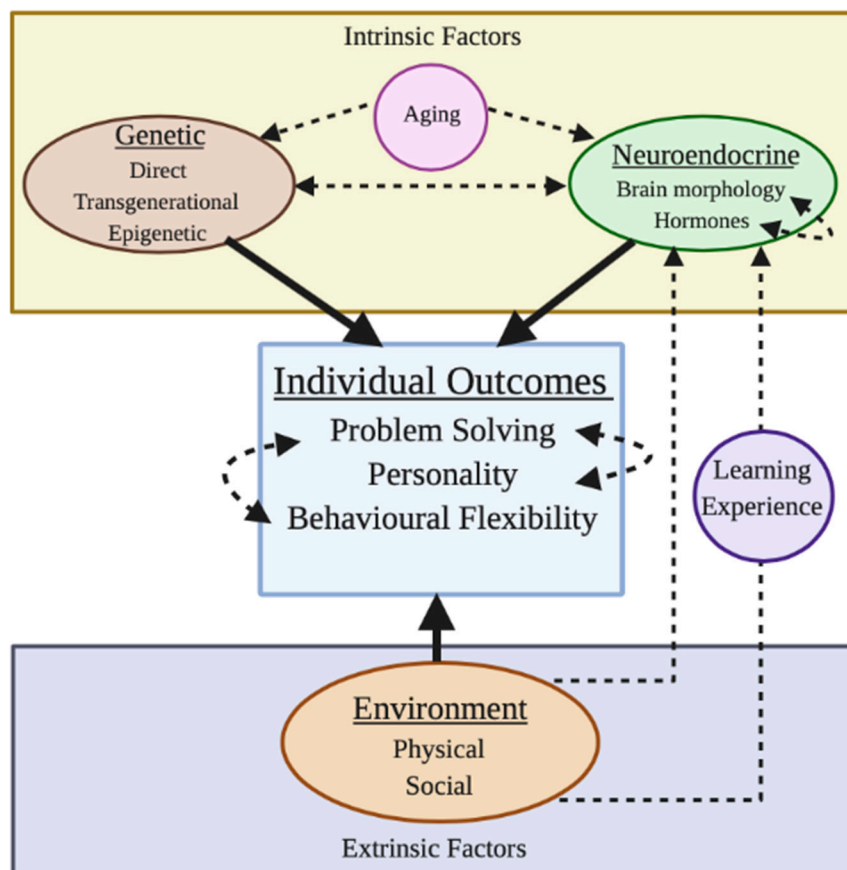 Intrinsic Factors
Aging
Genetic
Direct
Transgenerational
Epigenetic
Neuroendocrine
Brain morphology
Hormones
Individual Outcomes
Problem Solving
Personality
Behavioural Flexibility
Learning
Experience
Environment
Physical
Social
Extrinsic Factors